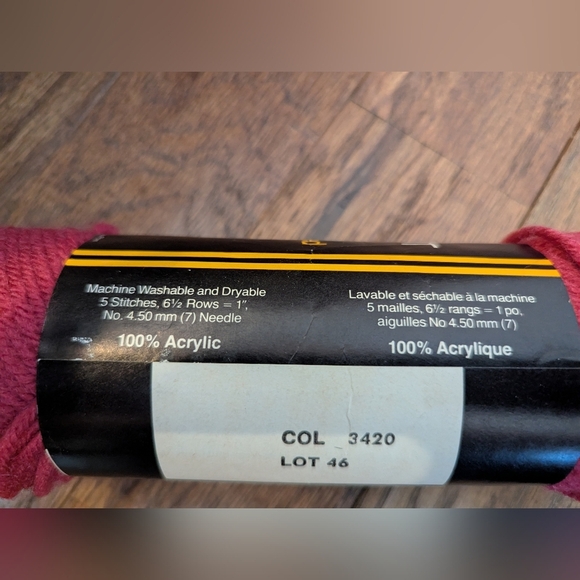 Machine Washable and Dryable
5 Stitches, 6½ Rows = 1",
No. 4.50 mm (7) Needle
100% Acrylic
Lavable et séchable à la machine
5 mailles, 6½ rangs = 1 po,
aiguilles No 4.50 mm (7)
100% Acrylique
COL 3420
LOT 46